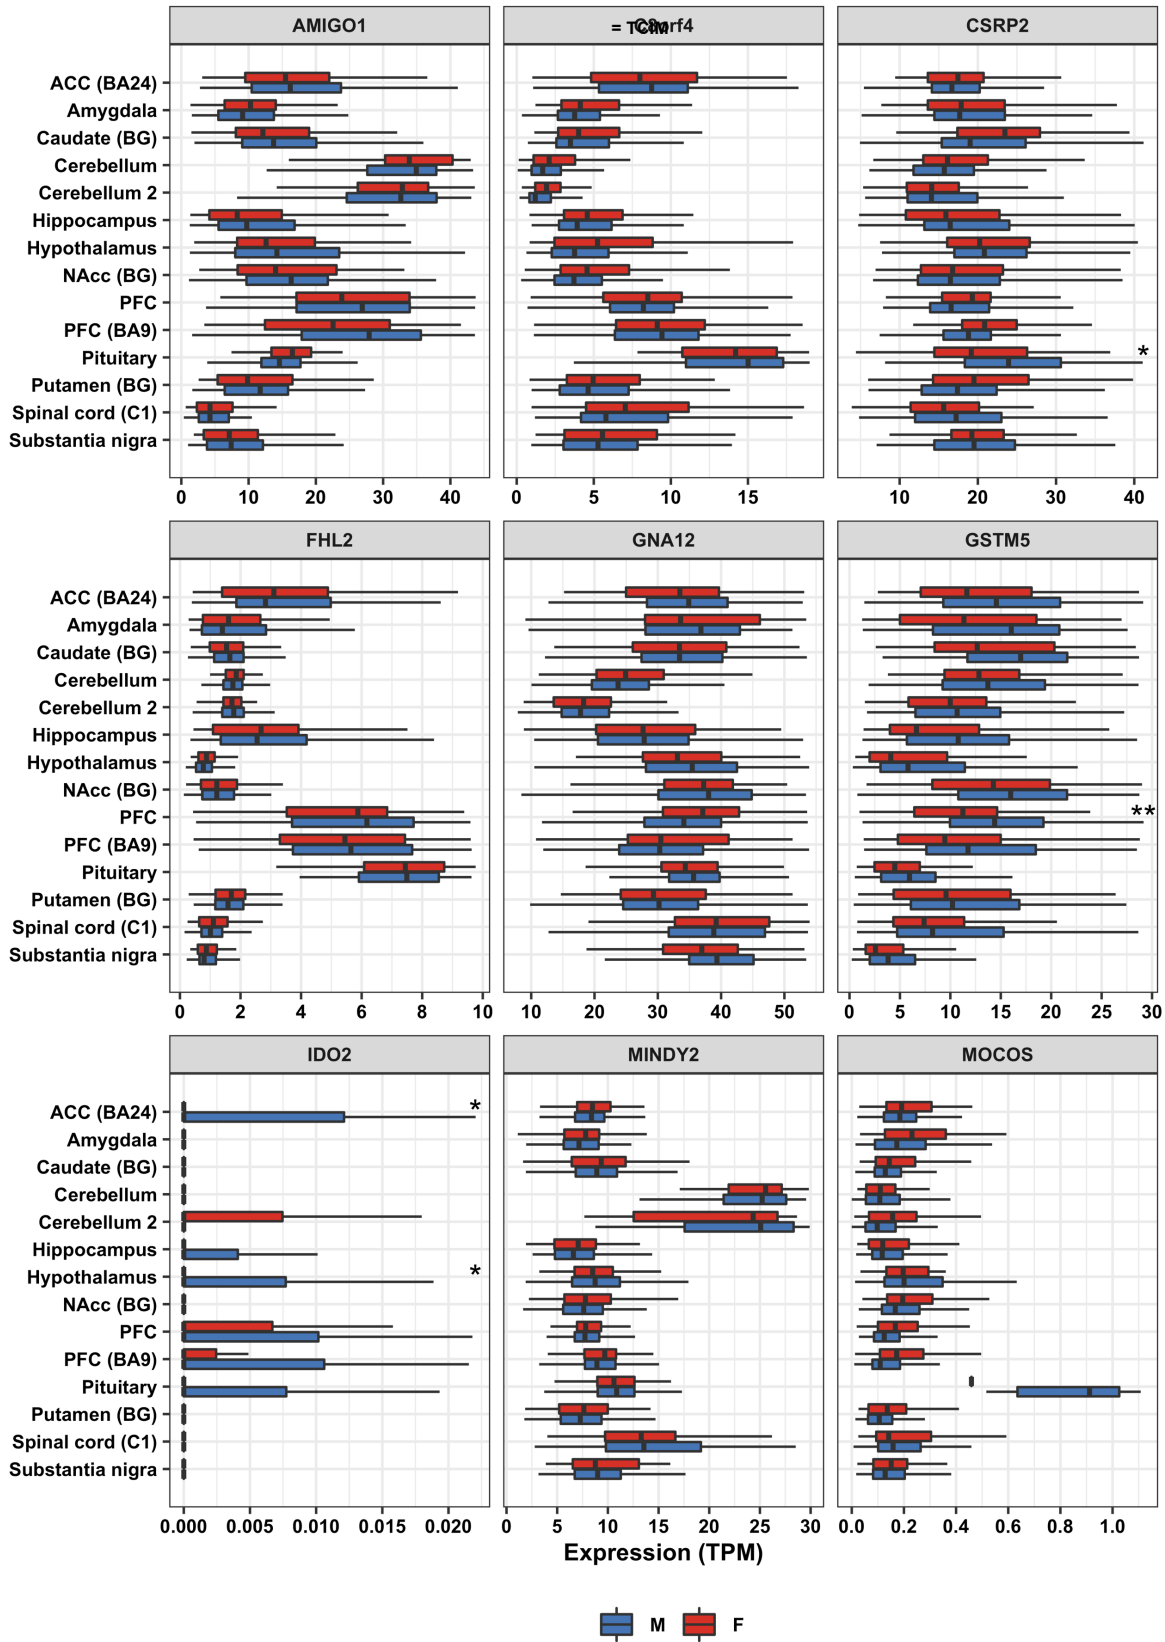 AMIGO1
C8orf4
= TCIM
CSRP2
ACC (BA24)
Amygdala
Caudate (BG)
Cerebellum
Cerebellum 2
Hippocampus
Hypothalamus
NAcc (BG)
PFC
PFC (BA9)
Pituitary
*
Putamen (BG)
Spinal cord (C1)
Substantia nigra
0 10 20 30 40
0 5 10 15
10 20 30 40
FHL2
GNA12
GSTM5
ACC (BA24)
Amygdala
Caudate (BG)
Cerebellum
Cerebellum 2
Hippocampus
Hypothalamus
NAcc (BG)
PFC
**
PFC (BA9)
Pituitary
Putamen (BG)
Spinal cord (C1)
Substantia nigra
0 2 4 6 8 10
10 20 30 40 50
0 5 10 15 20 25 30
IDO2
MINDY2
MOCOS
ACC (BA24)
*
Amygdala
Caudate (BG)
Cerebellum
Cerebellum 2
Hippocampus
Hypothalamus
*
NAcc (BG)
PFC
PFC (BA9)
Pituitary
Putamen (BG)
Spinal cord (C1)
Substantia nigra
0.000 0.005 0.010 0.015 0.020
0 5 10 15 20 25 30
0.0 0.2 0.4 0.6 0.8 1.0
Expression (TPM)
M F